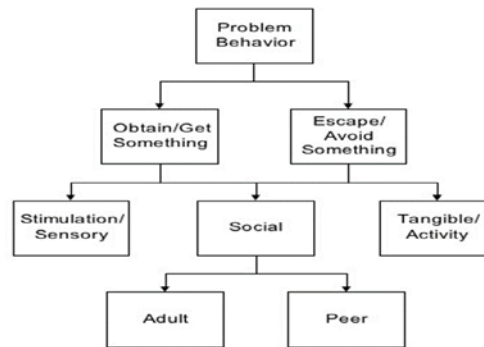 Problem
Behavior
Obtain/Get
Something
Escape/
Avoid
Something
Stimulation/
Sensory
Social
Tangible/
Activity
Adult
Peer